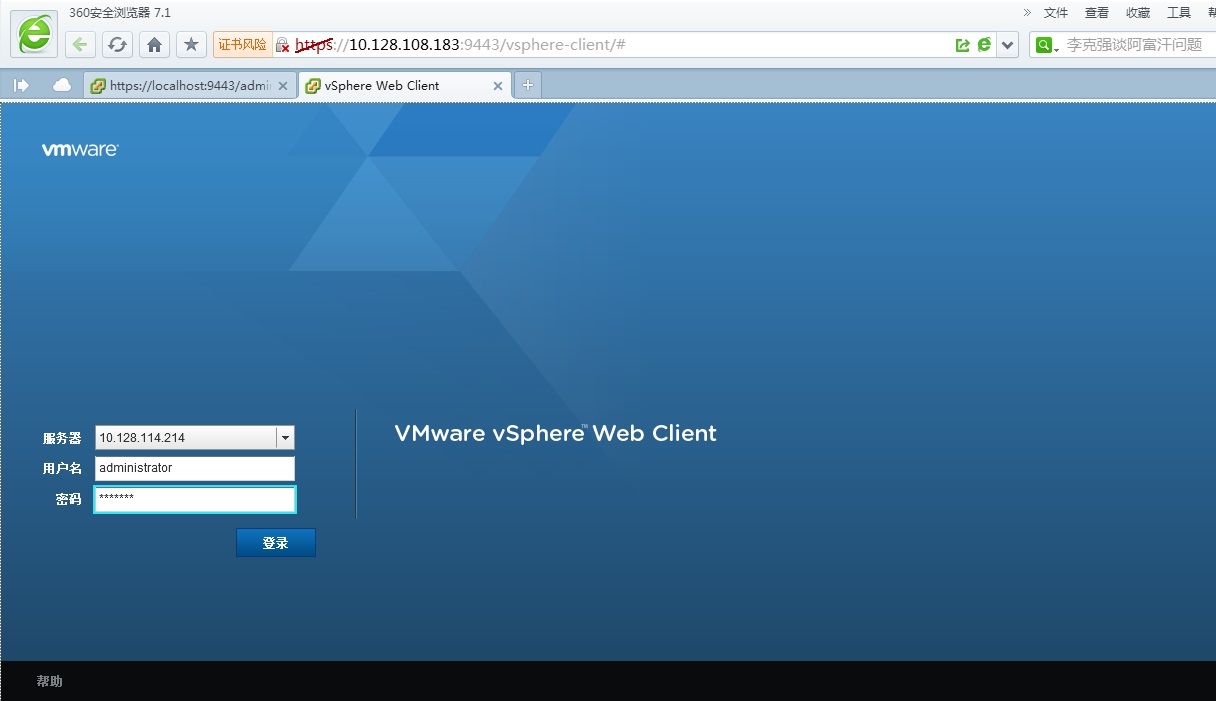 360安全浏览器 7.1
» 文件 查看 收藏 工具
证书风险 https://10.128.108.183:9443/vsphere-client/#
李克强谈阿富汗问题
https://localhost:9443/admi
vSphere Web Client
vmware
服务器 10.128.114.214
VMware vSphere™ Web Client
用户名 administrator
密码 *******
登录
帮助